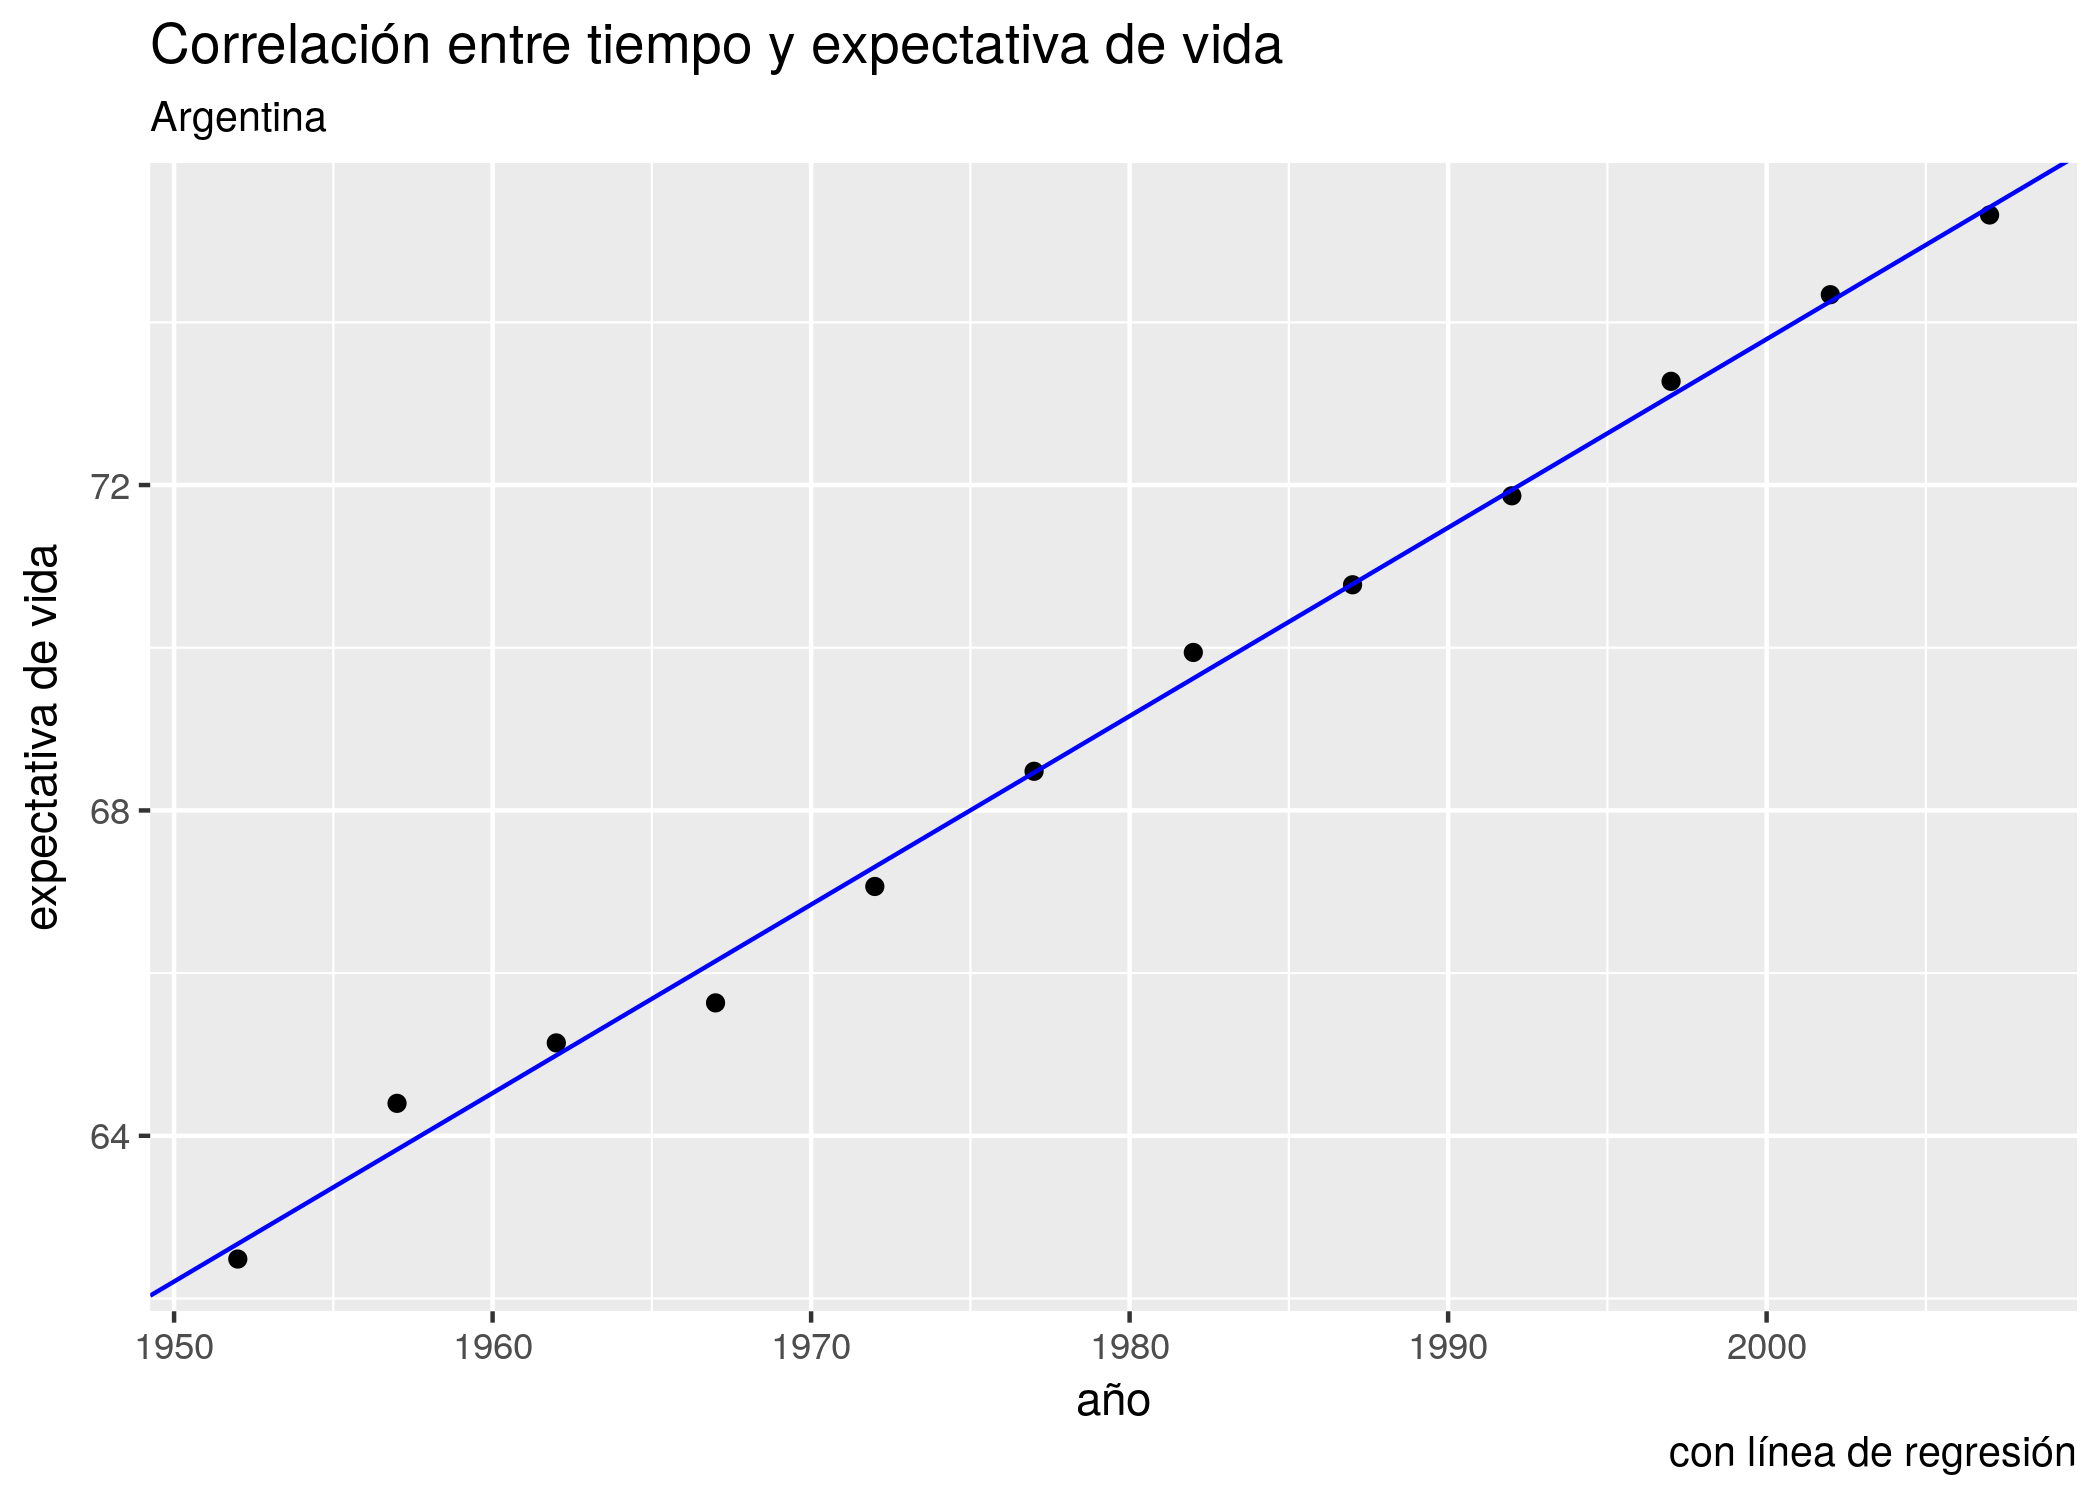 Correlación entre tiempo y expectativa de vida
Argentina
expectativa de vida
72
68
64
1950 1960 1970 1980 1990 2000
año
con línea de regresión